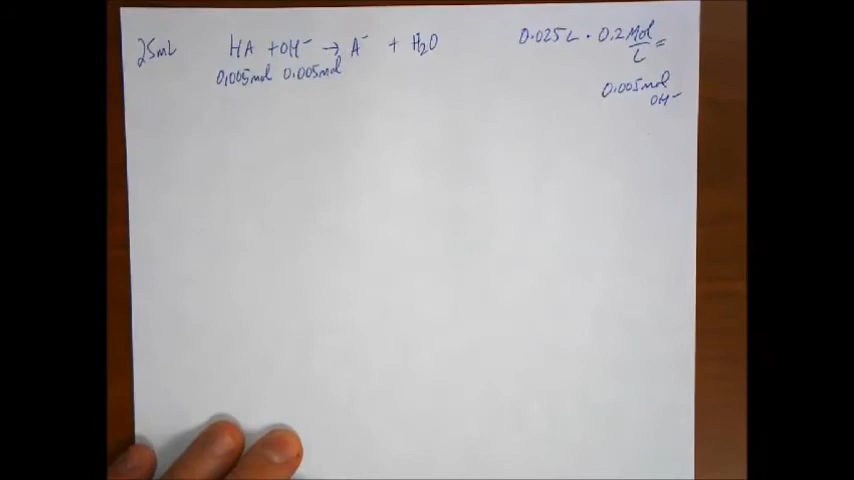 25mL HA + OH⁻ → A⁻ + H₂O 0.025L · 0.2 Mol/L =
0.005mol 0.005mol 0.005mol
OH⁻